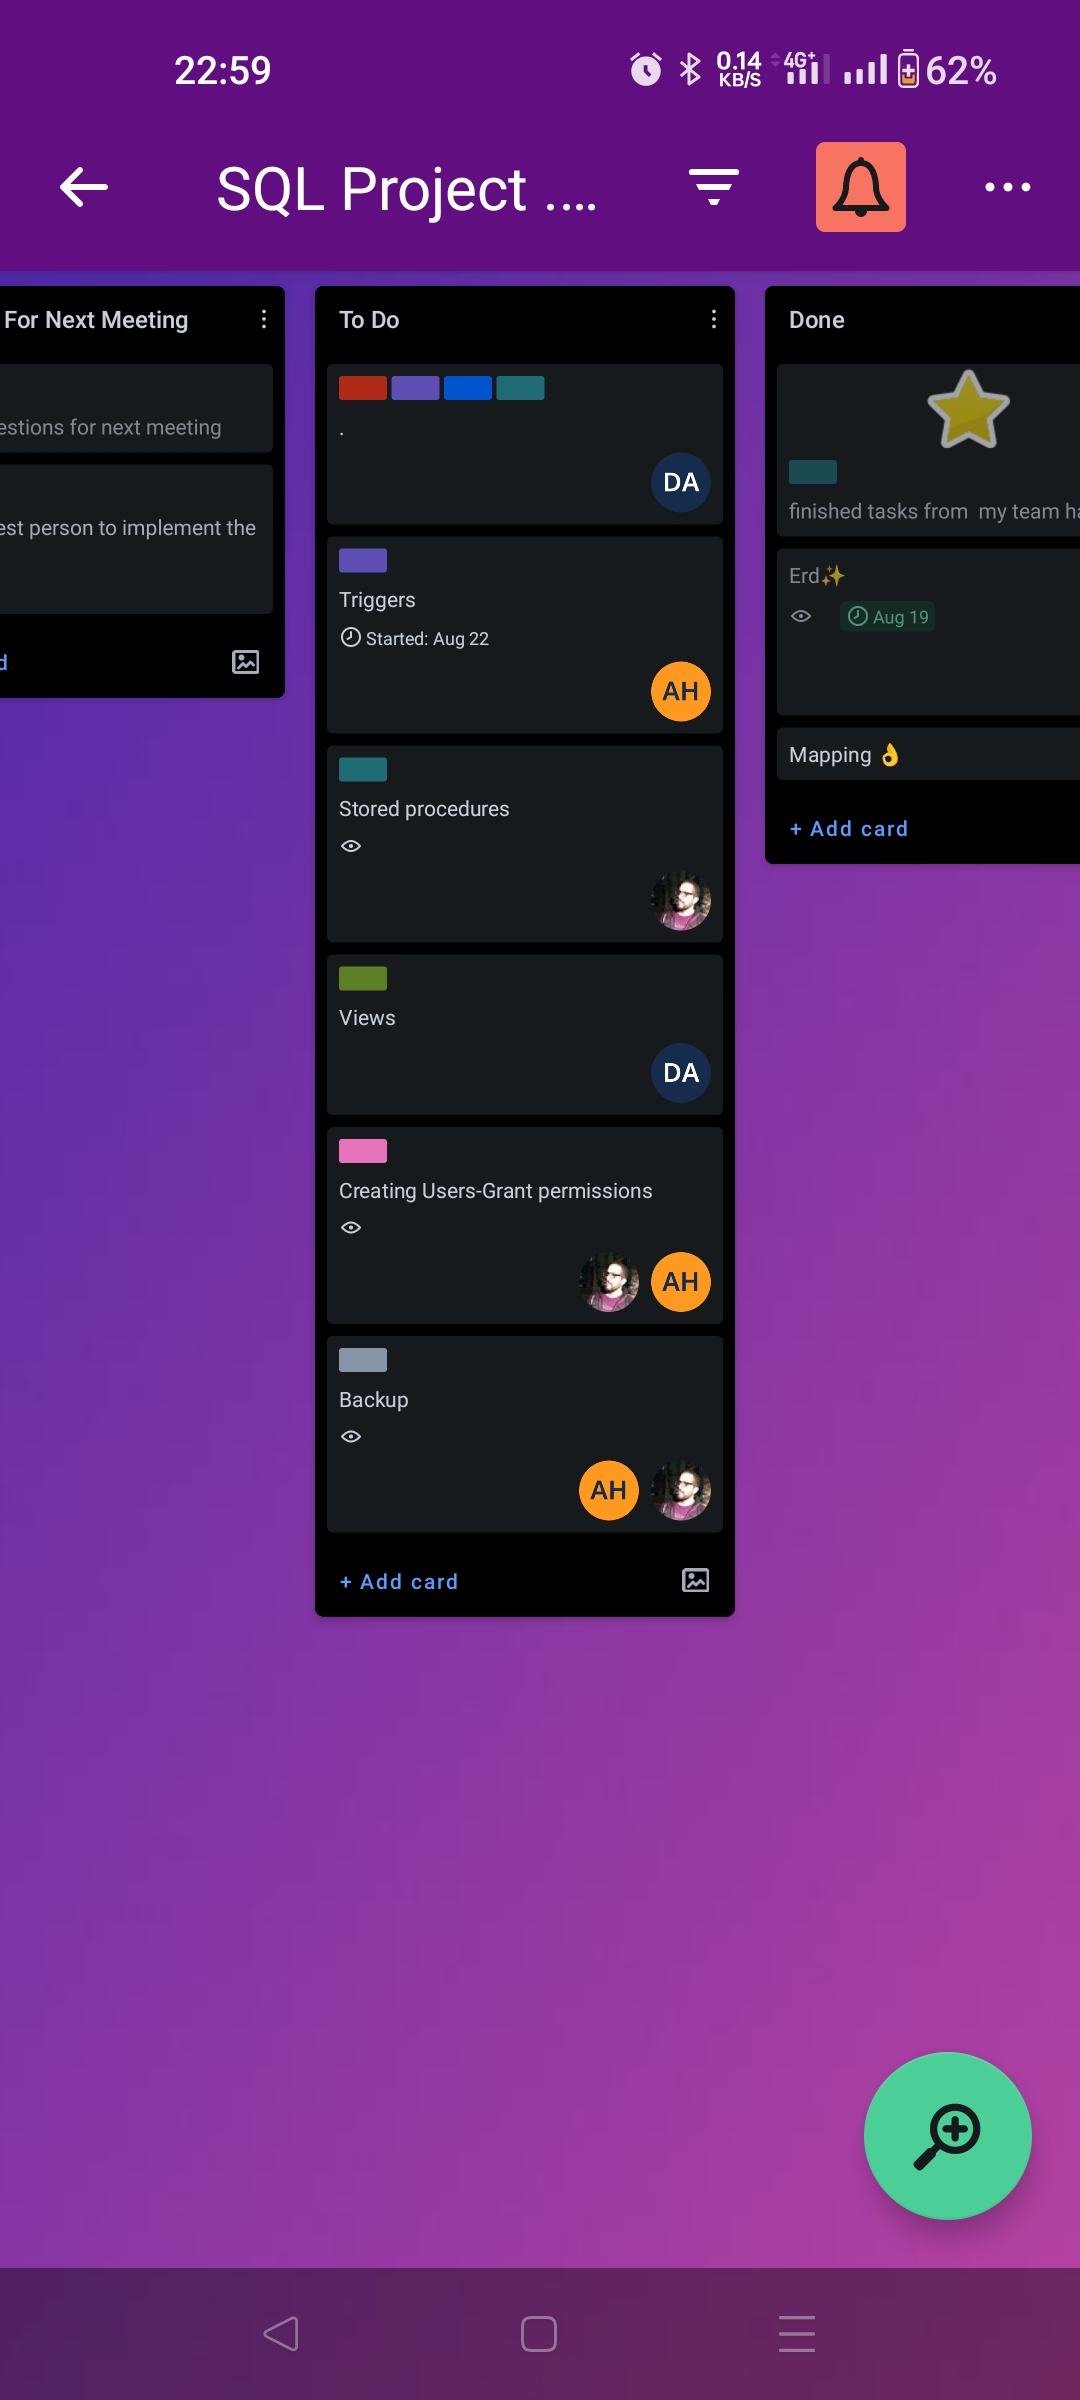 22:59
0.14
KB/S
4G+
62%
SQL Project ....
For Next Meeting
estions for next meeting
est person to implement the
d
To Do
.
DA
Triggers
Started: Aug 22
AH
Stored procedures
Views
DA
Creating Users-Grant permissions
AH
Backup
AH
+ Add card
Done
finished tasks from my team ha
Erd✨
Aug 19
Mapping 👌
+ Add card